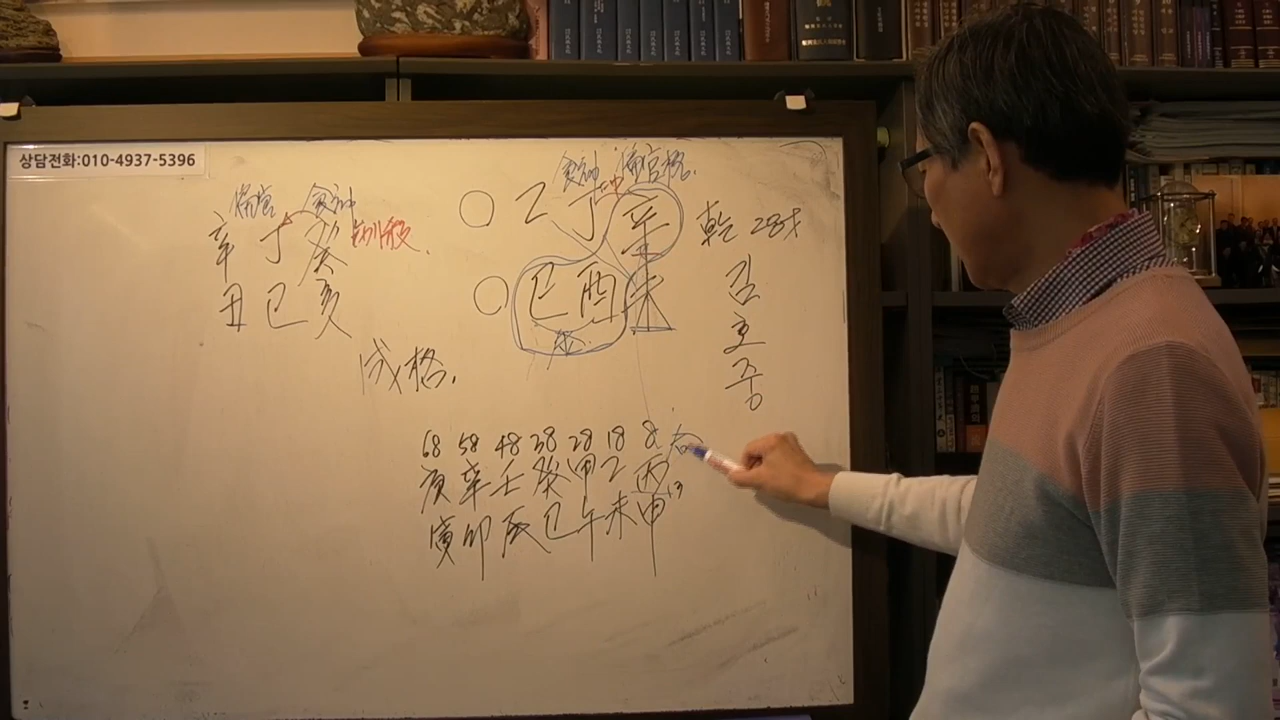 상담전화:010-4937-5396
偏官 食神
辛 丁 癸
丑 巳 亥
食神 偏官格.
○ 乙 丁 辛
○ 巳 酉 未
金
乾 28才
김
호
중
成格.
68 58 48 38 28 18 8
庚 辛 壬 癸 甲 乙 丙
寅 卯 辰 巳 午 未 申
13